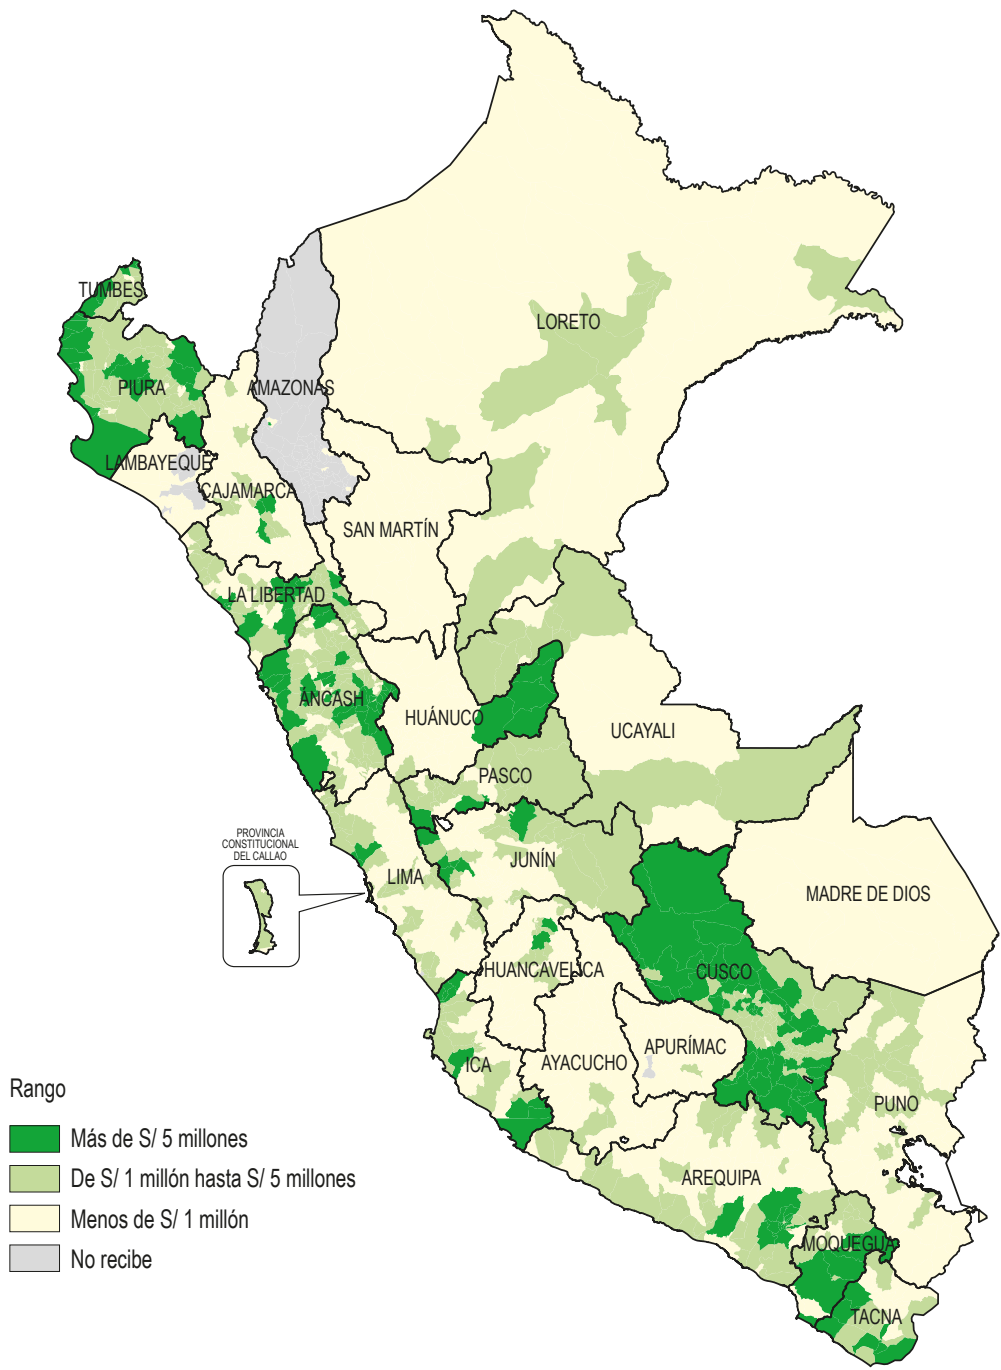 TUMBES
LORETO
PIURA
AMAZONAS
LAMBAYEQUE
CAJAMARCA
SAN MARTÍN
LA LIBERTAD
ÁNCASH
HUÁNUCO
UCAYALI
PASCO
PROVINCIA
CONSTITUCIONAL
DEL CALLAO
JUNÍN
LIMA
MADRE DE DIOS
HUANCAVELICA
CUSCO
APURÍMAC
AYACUCHO
ICA
PUNO
AREQUIPA
MOQUEGUA
TACNA
Rango
Más de S/ 5 millones
De S/ 1 millón hasta S/ 5 millones
Menos de S/ 1 millón
No recibe